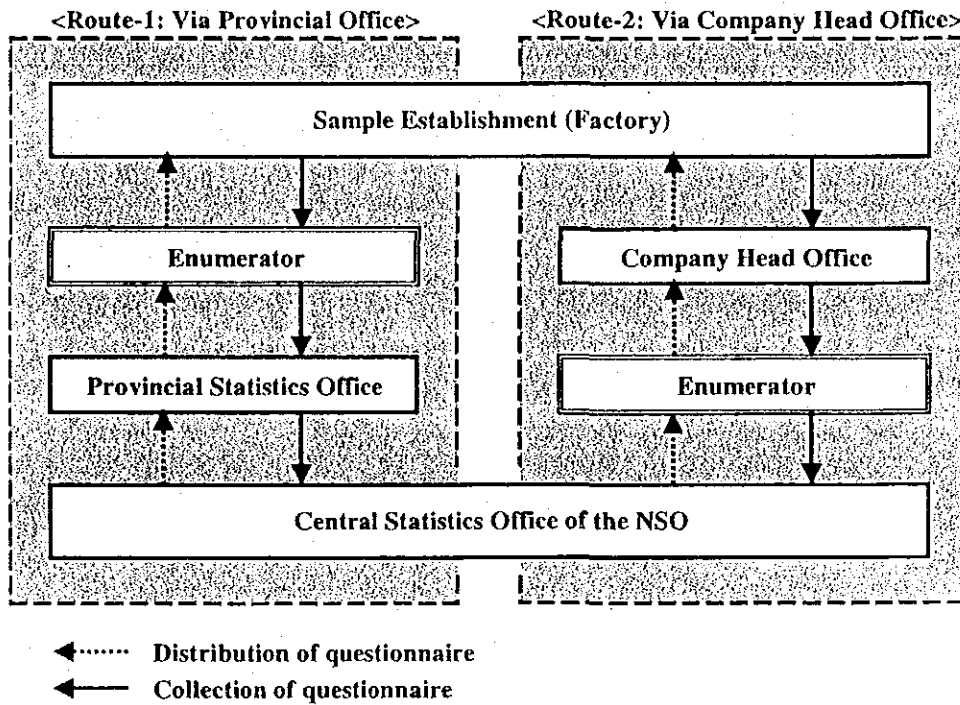 <Route-1: Via Provincial Office>
<Route-2: Via Company Head Office>
Sample Establishment (Factory)
Enumerator
Company Head Office
Provincial Statistics Office
Enumerator
Central Statistics Office of the NSO
Distribution of questionnaire
Collection of questionnaire